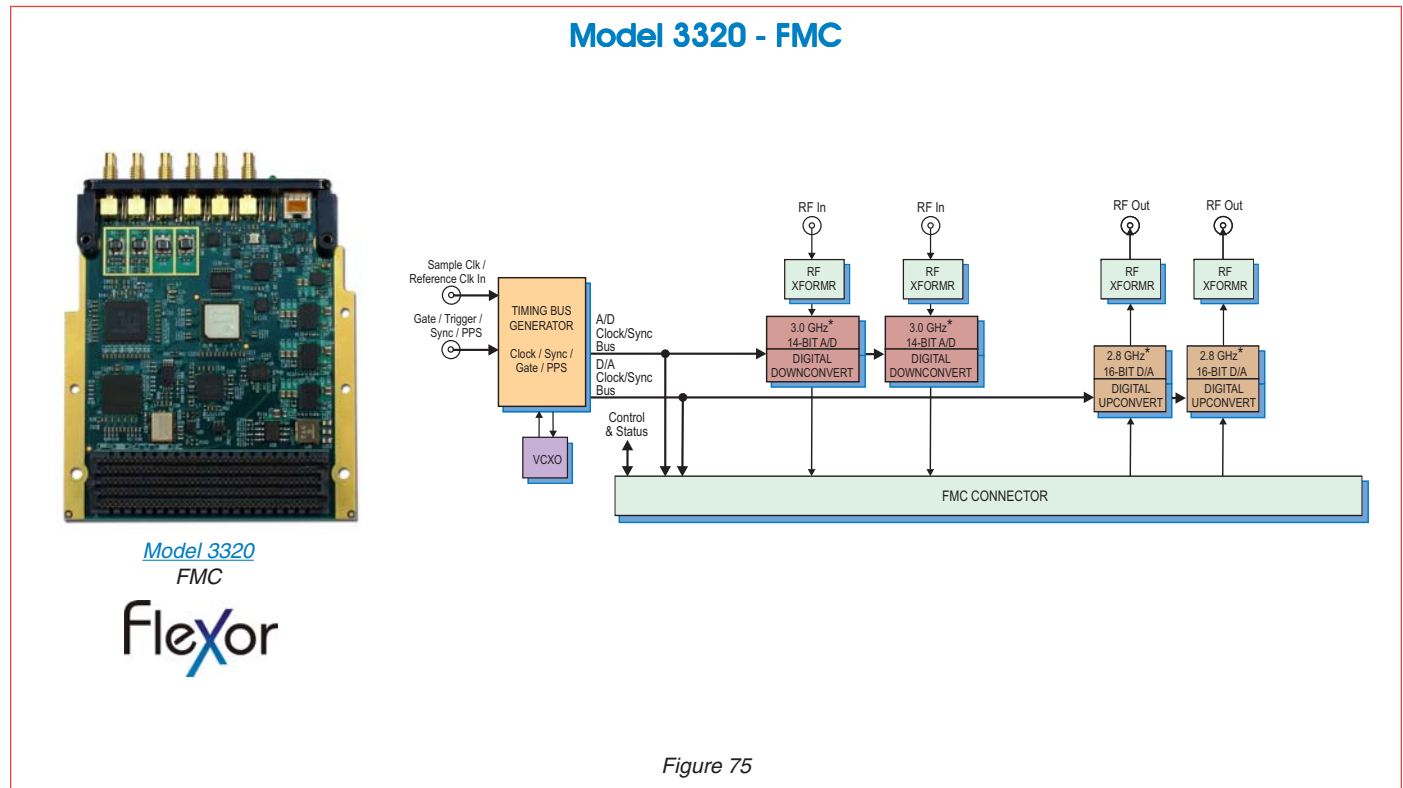 Model 3320 - FMC
Model 3320
FMC
Flexor
Sample Clk /
Reference Clk In
Gate / Trigger /
Sync / PPS
TIMING BUS
GENERATOR
Clock / Sync /
Gate / PPS
VCXO
A/D
Clock/Sync
Bus
D/A
Clock/Sync
Bus
Control
& Status
RF In
RF
XFORMR
3.0 GHz*
14-BIT A/D
DIGITAL
DOWNCONVERT
RF In
RF
XFORMR
3.0 GHz*
14-BIT A/D
DIGITAL
DOWNCONVERT
RF Out
RF
XFORMR
2.8 GHz*
16-BIT D/A
DIGITAL
UPCONVERT
RF Out
RF
XFORMR
2.8 GHz*
16-BIT D/A
DIGITAL
UPCONVERT
FMC CONNECTOR
Figure 75